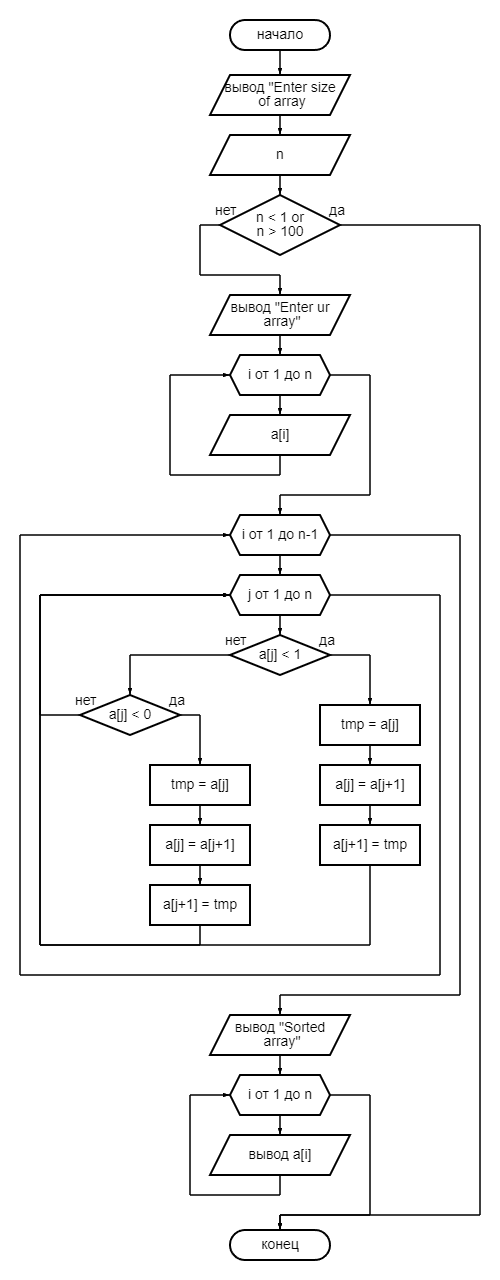 начало
вывод "Enter size
of array
n
нет
да
n < 1 or
n > 100
вывод "Enter ur
array"
i от 1 до n
a[i]
i от 1 до n-1
j от 1 до n
нет
да
a[j] < 1
нет
да
a[j] < 0
tmp = a[j]
tmp = a[j]
a[j] = a[j+1]
a[j] = a[j+1]
a[j+1] = tmp
a[j+1] = tmp
вывод "Sorted
array"
i от 1 до n
вывод a[i]
конец